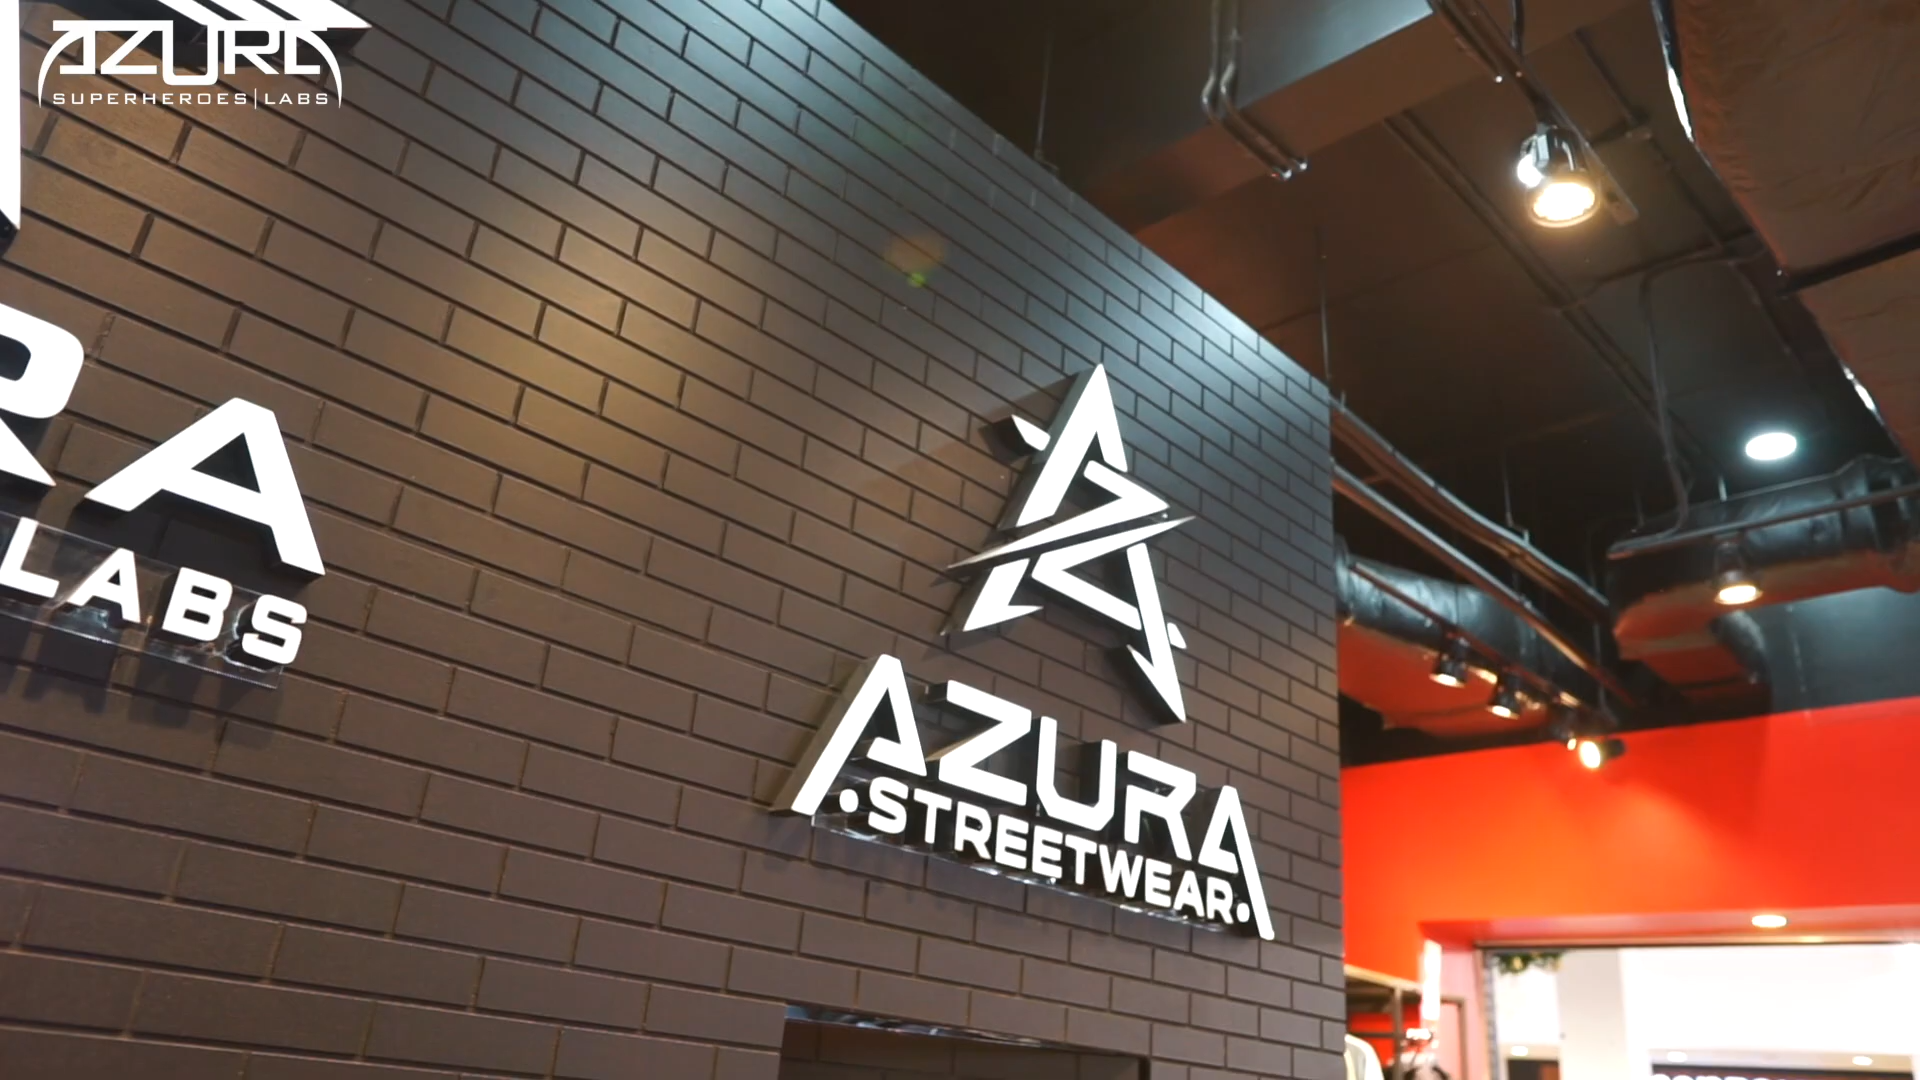 AZURA
SUPERHEROES|LABS
RA
LABS
AZURA
·STREETWEAR·